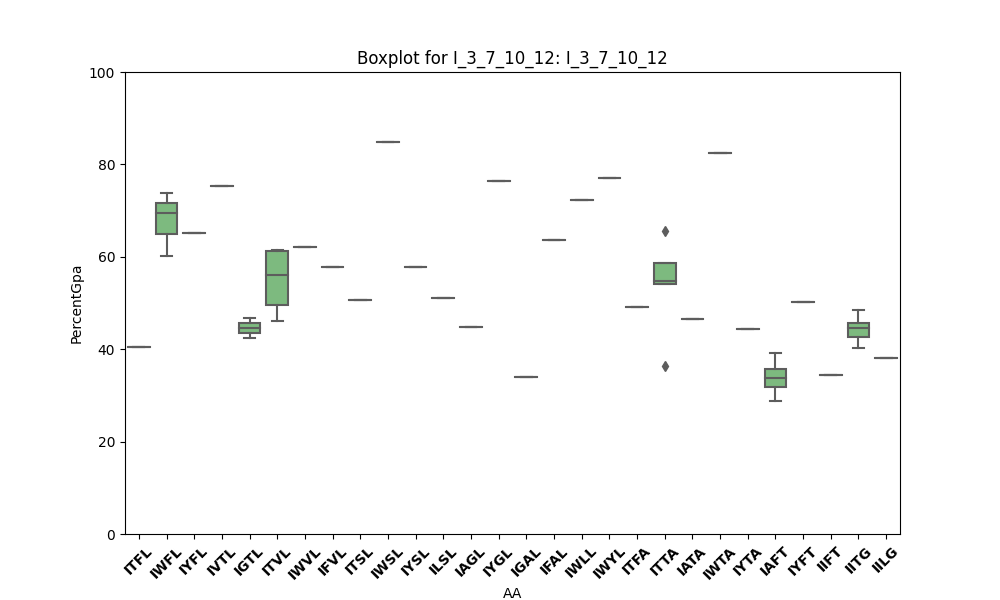 Boxplot for I_3_7_10_12: I_3_7_10_12
PercentGpa
100
80
60
40
20
0
ITFL IWFL IYFL IVTL IGTL ITVL IWVL IFVL ITSL IWSL IYSL ILSL IAGL IYGL IGAL IFAL IWLL IWYL ITFA ITTA IATA IWTA IYTA IAFT IYFT IIFT IITG IILG
AA